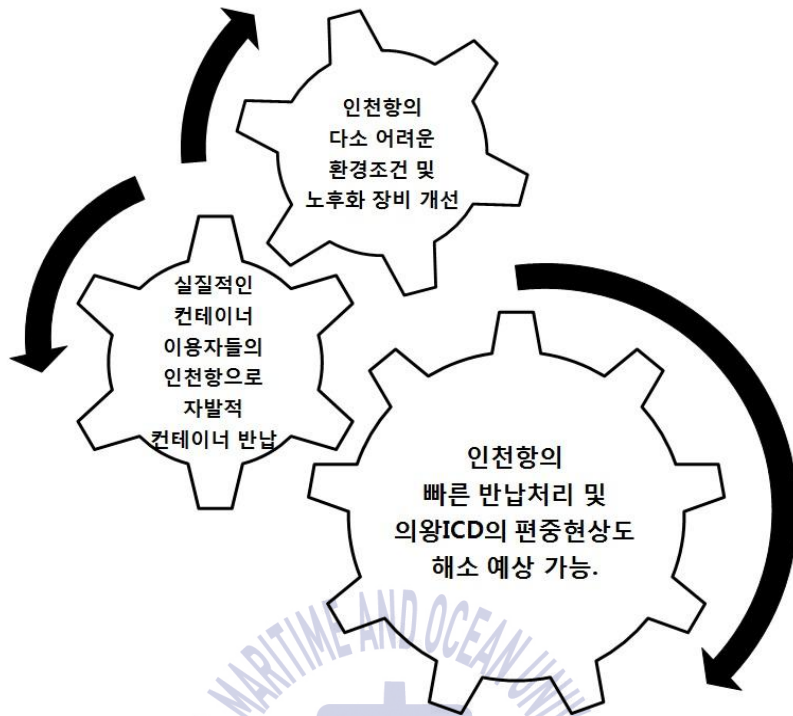 인천항의
다소 어려운
환경조건 및
노후화 장비 개선
실질적인
컨테이너
이용자들의
인천항으로
자발적
컨테이너 반납
인천항의
빠른 반납처리 및
의왕ICD의 편중현상도
해소 예상 가능.
MARITIME AND OCEAN